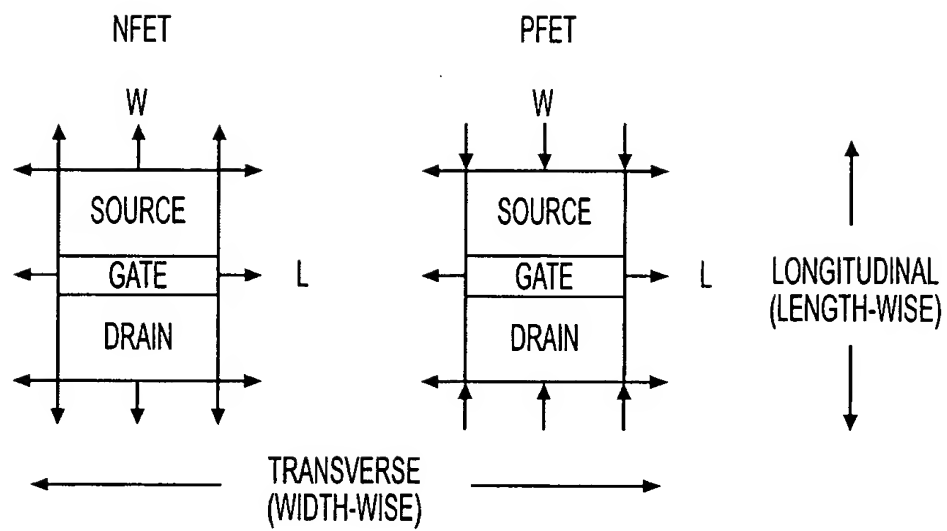 NFET
PFET
W
W
SOURCE
SOURCE
GATE
L
GATE
L
LONGITUDINAL
(LENGTH-WISE)
DRAIN
DRAIN
TRANSVERSE
(WIDTH-WISE)